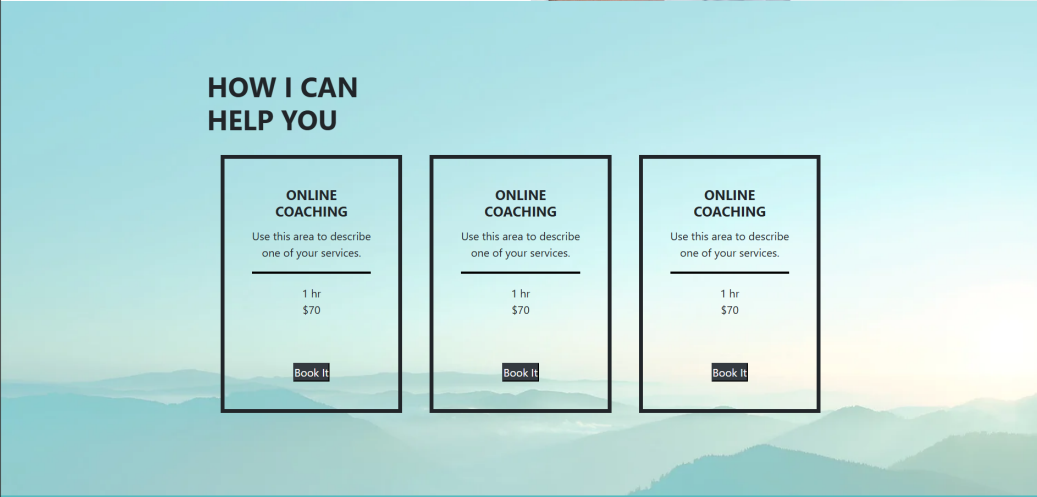 HOW I CAN
HELP YOU
ONLINE
COACHING
Use this area to describe
one of your services.
1 hr
$70
Book It
ONLINE
COACHING
Use this area to describe
one of your services.
1 hr
$70
Book It
ONLINE
COACHING
Use this area to describe
one of your services.
1 hr
$70
Book It